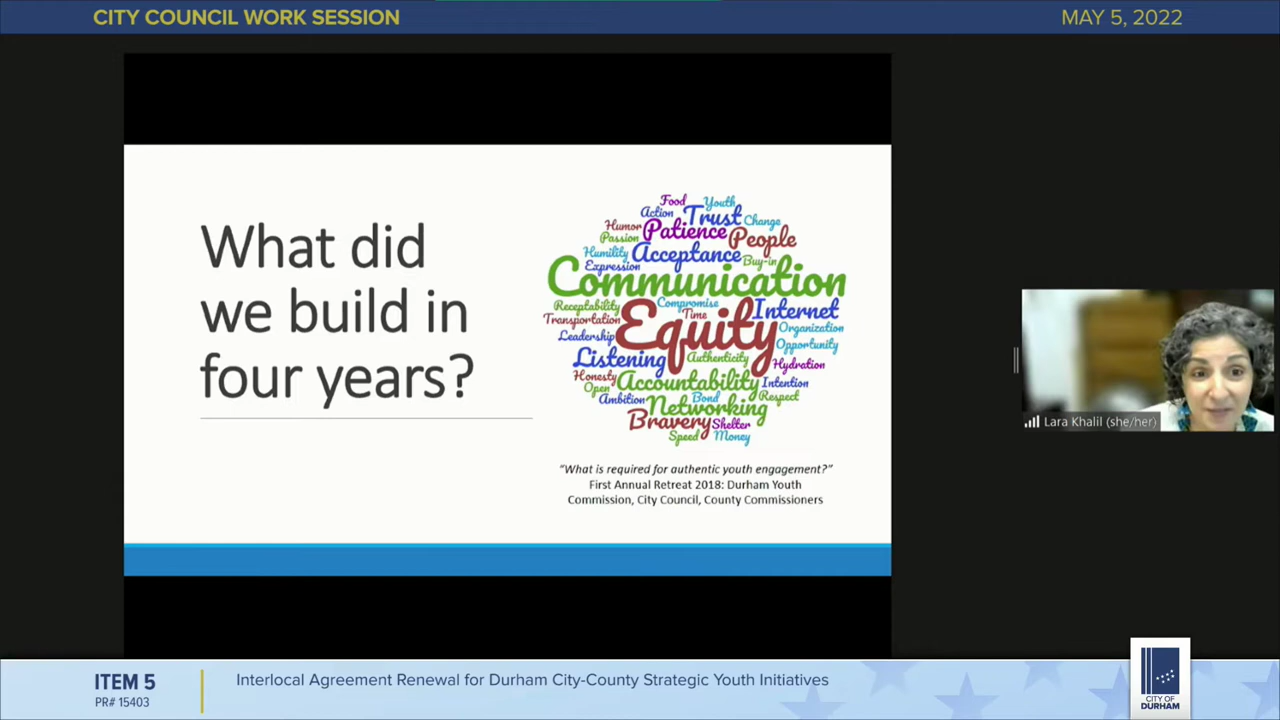 CITY COUNCIL WORK SESSION
MAY 5, 2022
What did
we build in
four years?
Food
Youth
Action
Trust
Change
Humor
Patience
People
Passion
Humility
Acceptance
Buy-in
Expression
Communication
Receptability
Compromise
Internet
Transportation
Equity
Time
Organization
Leadership
Opportunity
Listening
Authenticity
Hydration
Honesty
Accountability
Intention
Open
Ambition
Bond
Respect
Networking
Bravery
Shelter
Speed
Money
"What is required for authentic youth engagement?"
First Annual Retreat 2018: Durham Youth
Commission, City Council, County Commissioners
Lara Khalil (she/her)
ITEM 5
PR# 15403
Interlocal Agreement Renewal for Durham City-County Strategic Youth Initiatives
CITY OF
DURHAM